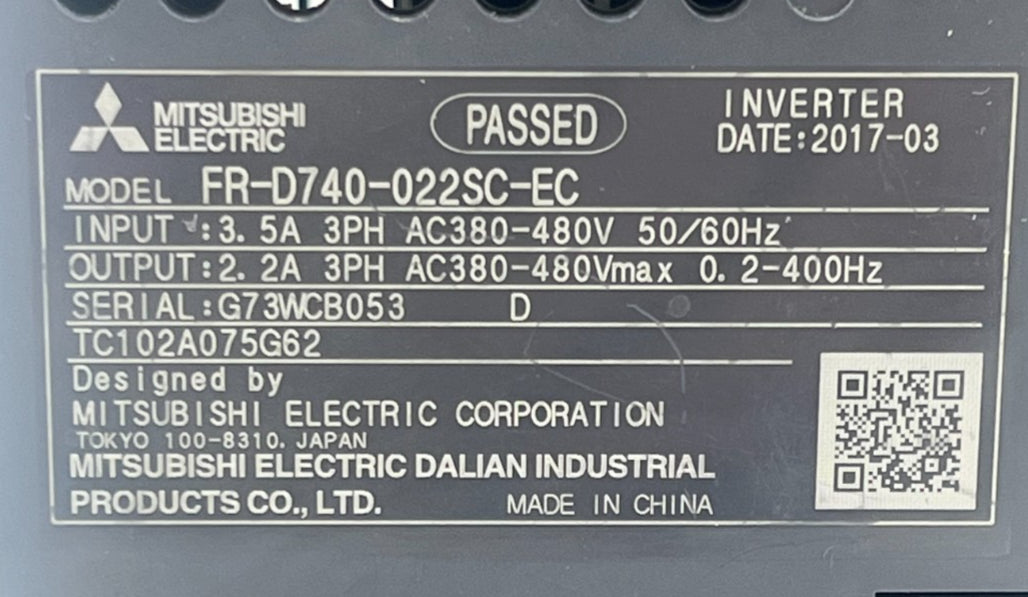 MITSUBISHI
ELECTRIC
PASSED
INVERTER
DATE:2017-03
MODEL FR-D740-022SC-EC
INPUT :3.5A 3PH AC380-480V 50/60Hz
OUTPUT:2.2A 3PH AC380-480Vmax 0.2-400Hz
SERIAL:G73WCB053 D
TC102A075G62
Designed by
MITSUBISHI ELECTRIC CORPORATION
TOKYO 100-8310, JAPAN
MITSUBISHI ELECTRIC DALIAN INDUSTRIAL
PRODUCTS CO., LTD. MADE IN CHINA